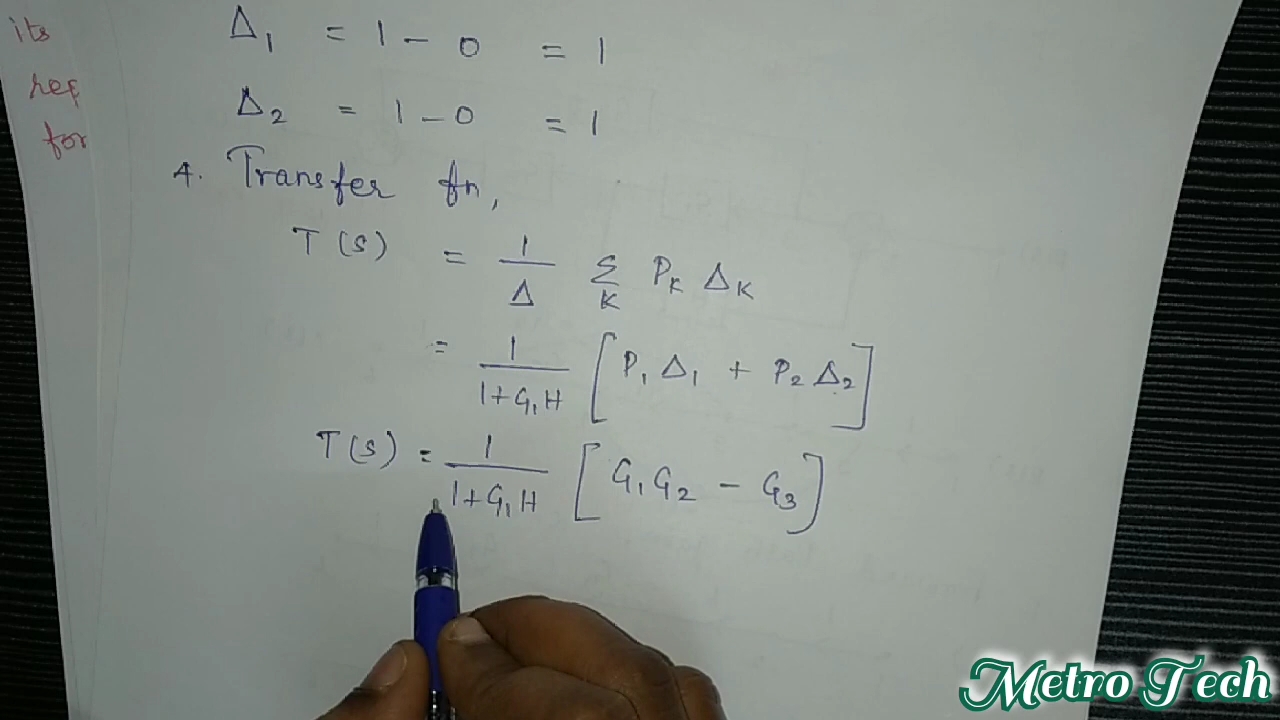 its
req
for
Δ₁ = 1 - 0 = 1
Δ₂ = 1 - 0 = 1
4. Transfer fn,
T(s) = 1/Δ Σ_K P_K Δ_K
= 1/(1+G₁H) [P₁Δ₁ + P₂Δ₂]
T(s) = 1/(1+G₁H) [G₁G₂ - G₃]
Metro Tech